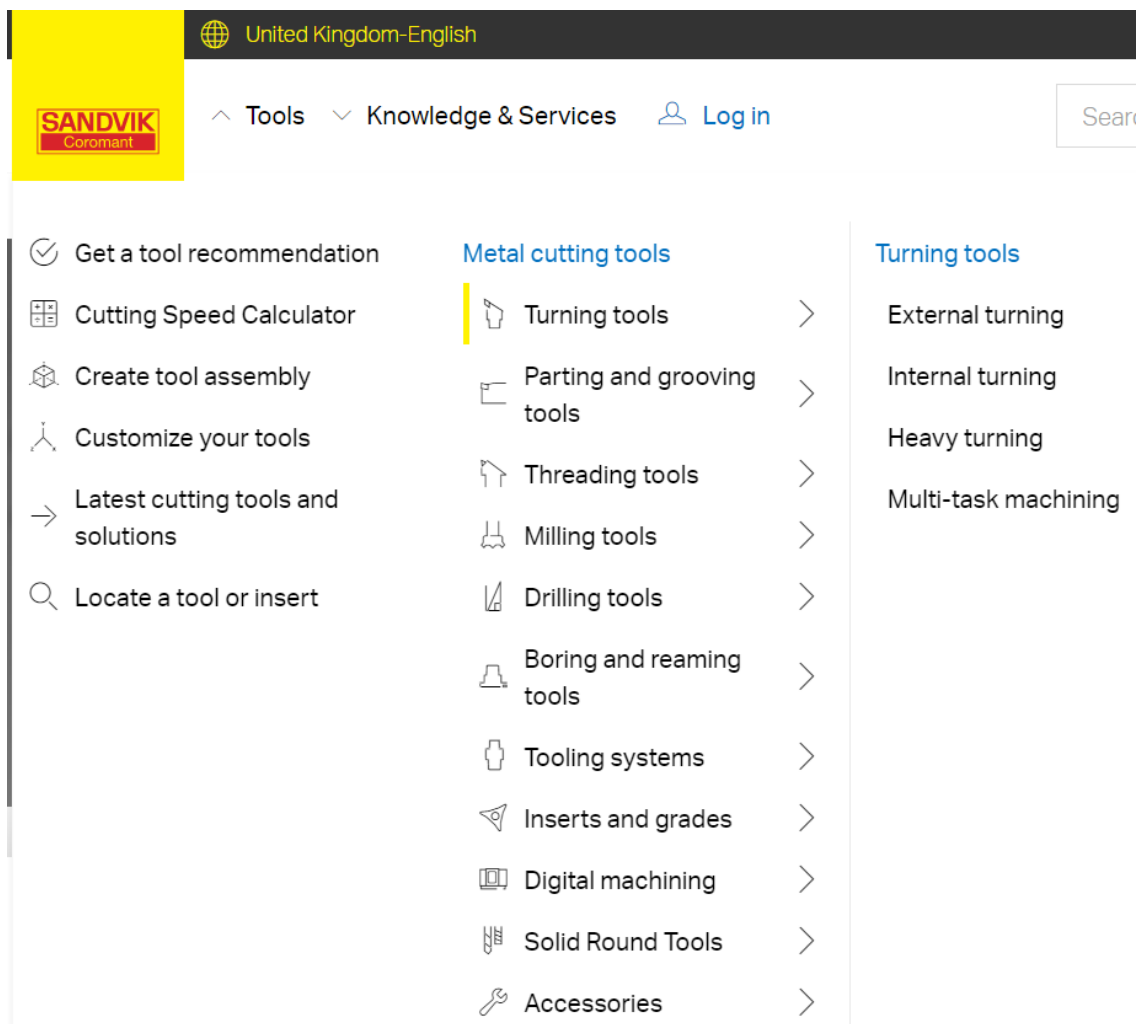 United Kingdom-English
SANDVIK
Coromant
Tools
Knowledge & Services
Log in
Get a tool recommendation
Cutting Speed Calculator
Create tool assembly
Customize your tools
Latest cutting tools and
solutions
Locate a tool or insert
Metal cutting tools
Turning tools
Parting and grooving
tools
Threading tools
Milling tools
Drilling tools
Boring and reaming
tools
Tooling systems
Inserts and grades
Digital machining
Solid Round Tools
Accessories
Turning tools
External turning
Internal turning
Heavy turning
Multi-task machining